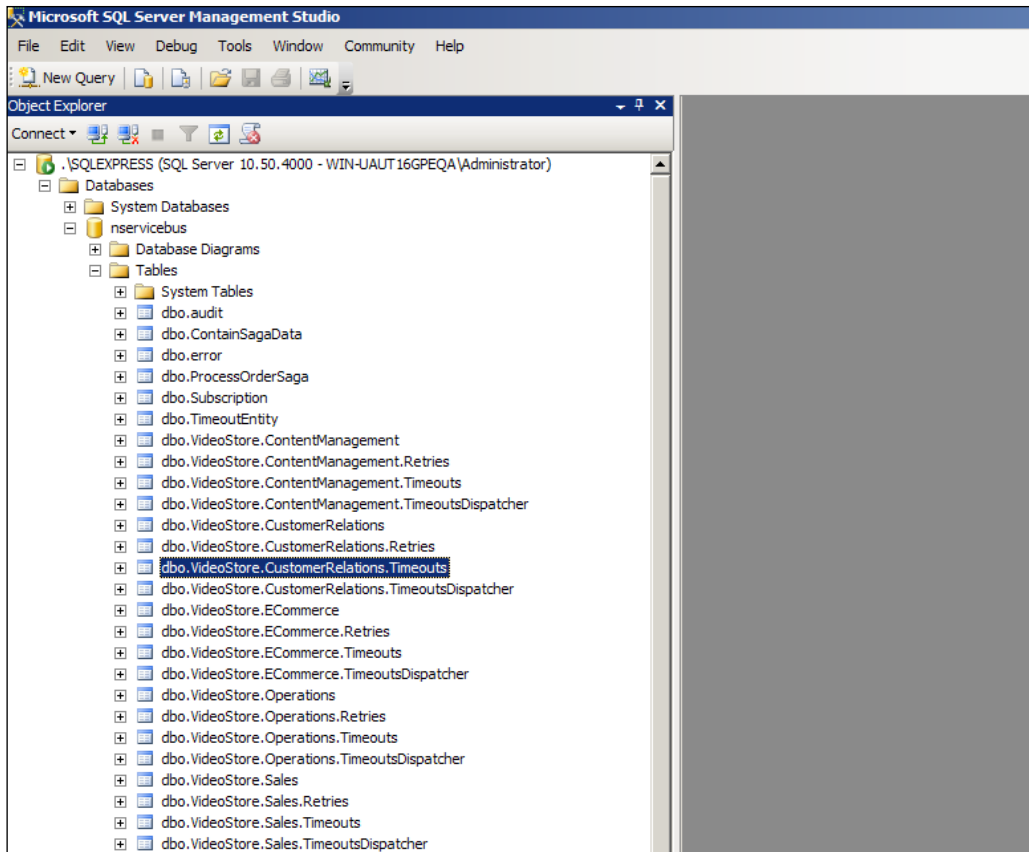 Microsoft SQL Server Management Studio
File Edit View Debug Tools Window Community Help
New Query
Object Explorer
Connect
.\SQLEXPRESS (SQL Server 10.50.4000 - WIN-UAUT16GPEQA\Administrator)
Databases
System Databases
nservicebus
Database Diagrams
Tables
System Tables
dbo.audit
dbo.ContainSagaData
dbo.error
dbo.ProcessOrderSaga
dbo.Subscription
dbo.TimeoutEntity
dbo.VideoStore.ContentManagement
dbo.VideoStore.ContentManagement.Retries
dbo.VideoStore.ContentManagement.Timeouts
dbo.VideoStore.ContentManagement.TimeoutsDispatcher
dbo.VideoStore.CustomerRelations
dbo.VideoStore.CustomerRelations.Retries
dbo.VideoStore.CustomerRelations.Timeouts
dbo.VideoStore.CustomerRelations.TimeoutsDispatcher
dbo.VideoStore.ECommerce
dbo.VideoStore.ECommerce.Retries
dbo.VideoStore.ECommerce.Timeouts
dbo.VideoStore.ECommerce.TimeoutsDispatcher
dbo.VideoStore.Operations
dbo.VideoStore.Operations.Retries
dbo.VideoStore.Operations.Timeouts
dbo.VideoStore.Operations.TimeoutsDispatcher
dbo.VideoStore.Sales
dbo.VideoStore.Sales.Retries
dbo.VideoStore.Sales.Timeouts
dbo.VideoStore.Sales.TimeoutsDispatcher